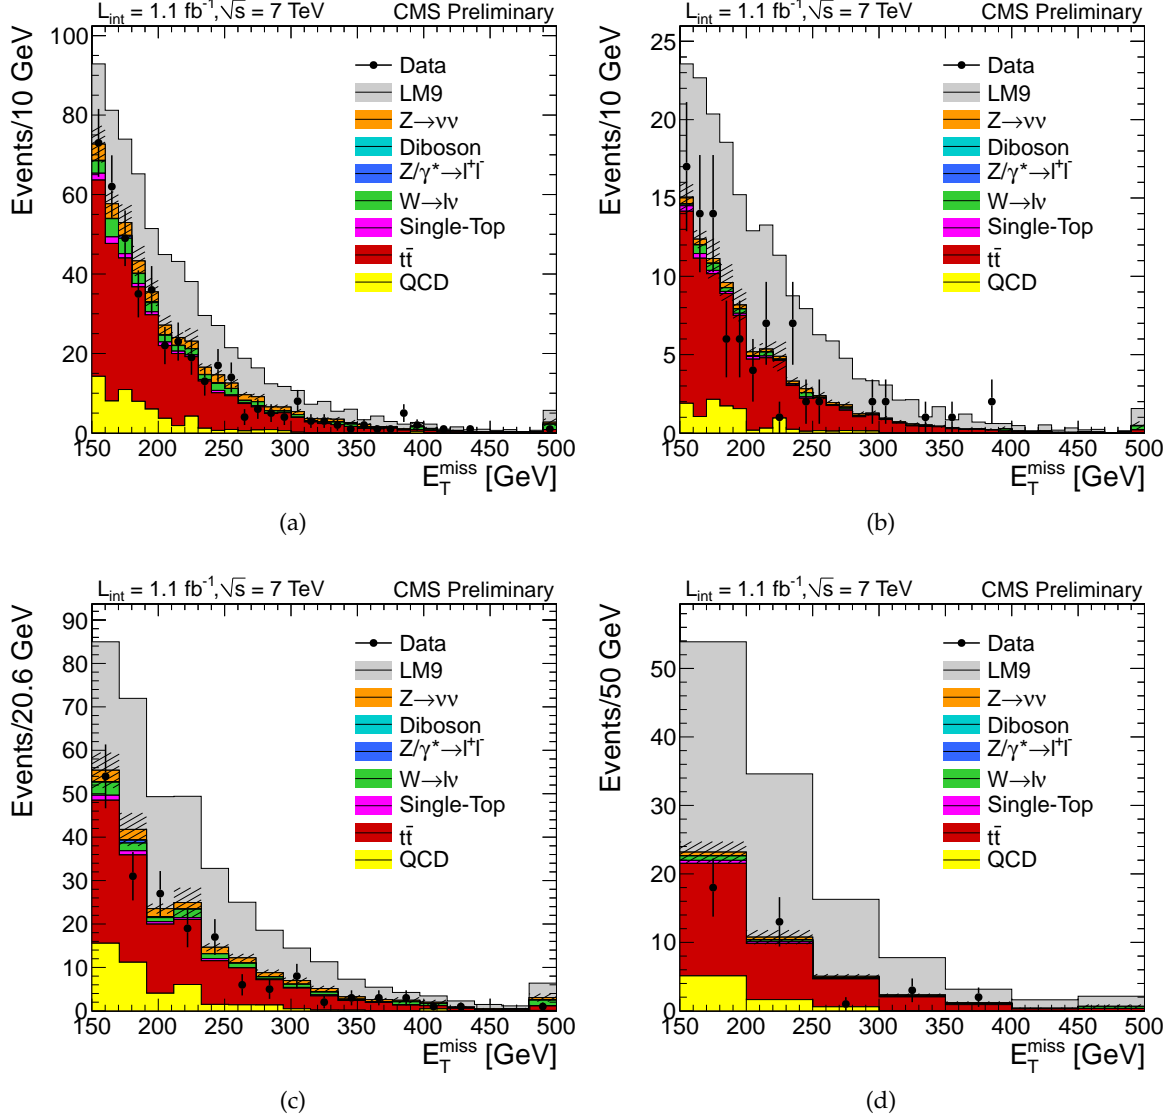 L_int = 1.1 fb⁻¹, √s = 7 TeV CMS Preliminary
Events/10 GeV
100
80
60
40
20
0
Data
LM9
Z→νν
Diboson
Z/γ*→l⁺l⁻
W→lν
Single-Top
tt̄
QCD
150 200 250 300 350 400 450 500
E_T^miss [GeV]
(a)
L_int = 1.1 fb⁻¹, √s = 7 TeV CMS Preliminary
Events/10 GeV
25
20
15
10
5
0
Data
LM9
Z→νν
Diboson
Z/γ*→l⁺l⁻
W→lν
Single-Top
tt̄
QCD
150 200 250 300 350 400 450 500
E_T^miss [GeV]
(b)
L_int = 1.1 fb⁻¹, √s = 7 TeV CMS Preliminary
Events/20.6 GeV
90
80
70
60
50
40
30
20
10
0
Data
LM9
Z→νν
Diboson
Z/γ*→l⁺l⁻
W→lν
Single-Top
tt̄
QCD
150 200 250 300 350 400 450 500
E_T^miss [GeV]
(c)
L_int = 1.1 fb⁻¹, √s = 7 TeV CMS Preliminary
Events/50 GeV
50
40
30
20
10
0
Data
LM9
Z→νν
Diboson
Z/γ*→l⁺l⁻
W→lν
Single-Top
tt̄
QCD
150 200 250 300 350 400 450 500
E_T^miss [GeV]
(d)